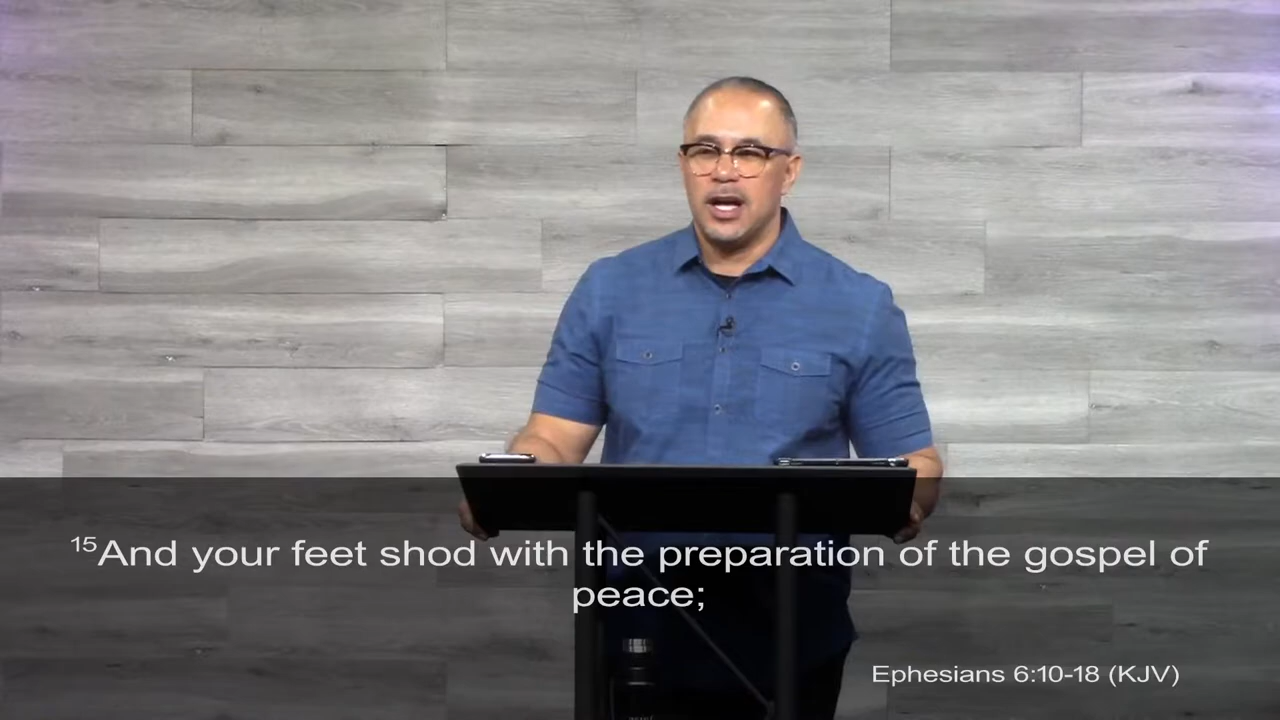 ¹⁵And your feet shod with the preparation of the gospel of
peace;
Ephesians 6:10-18 (KJV)